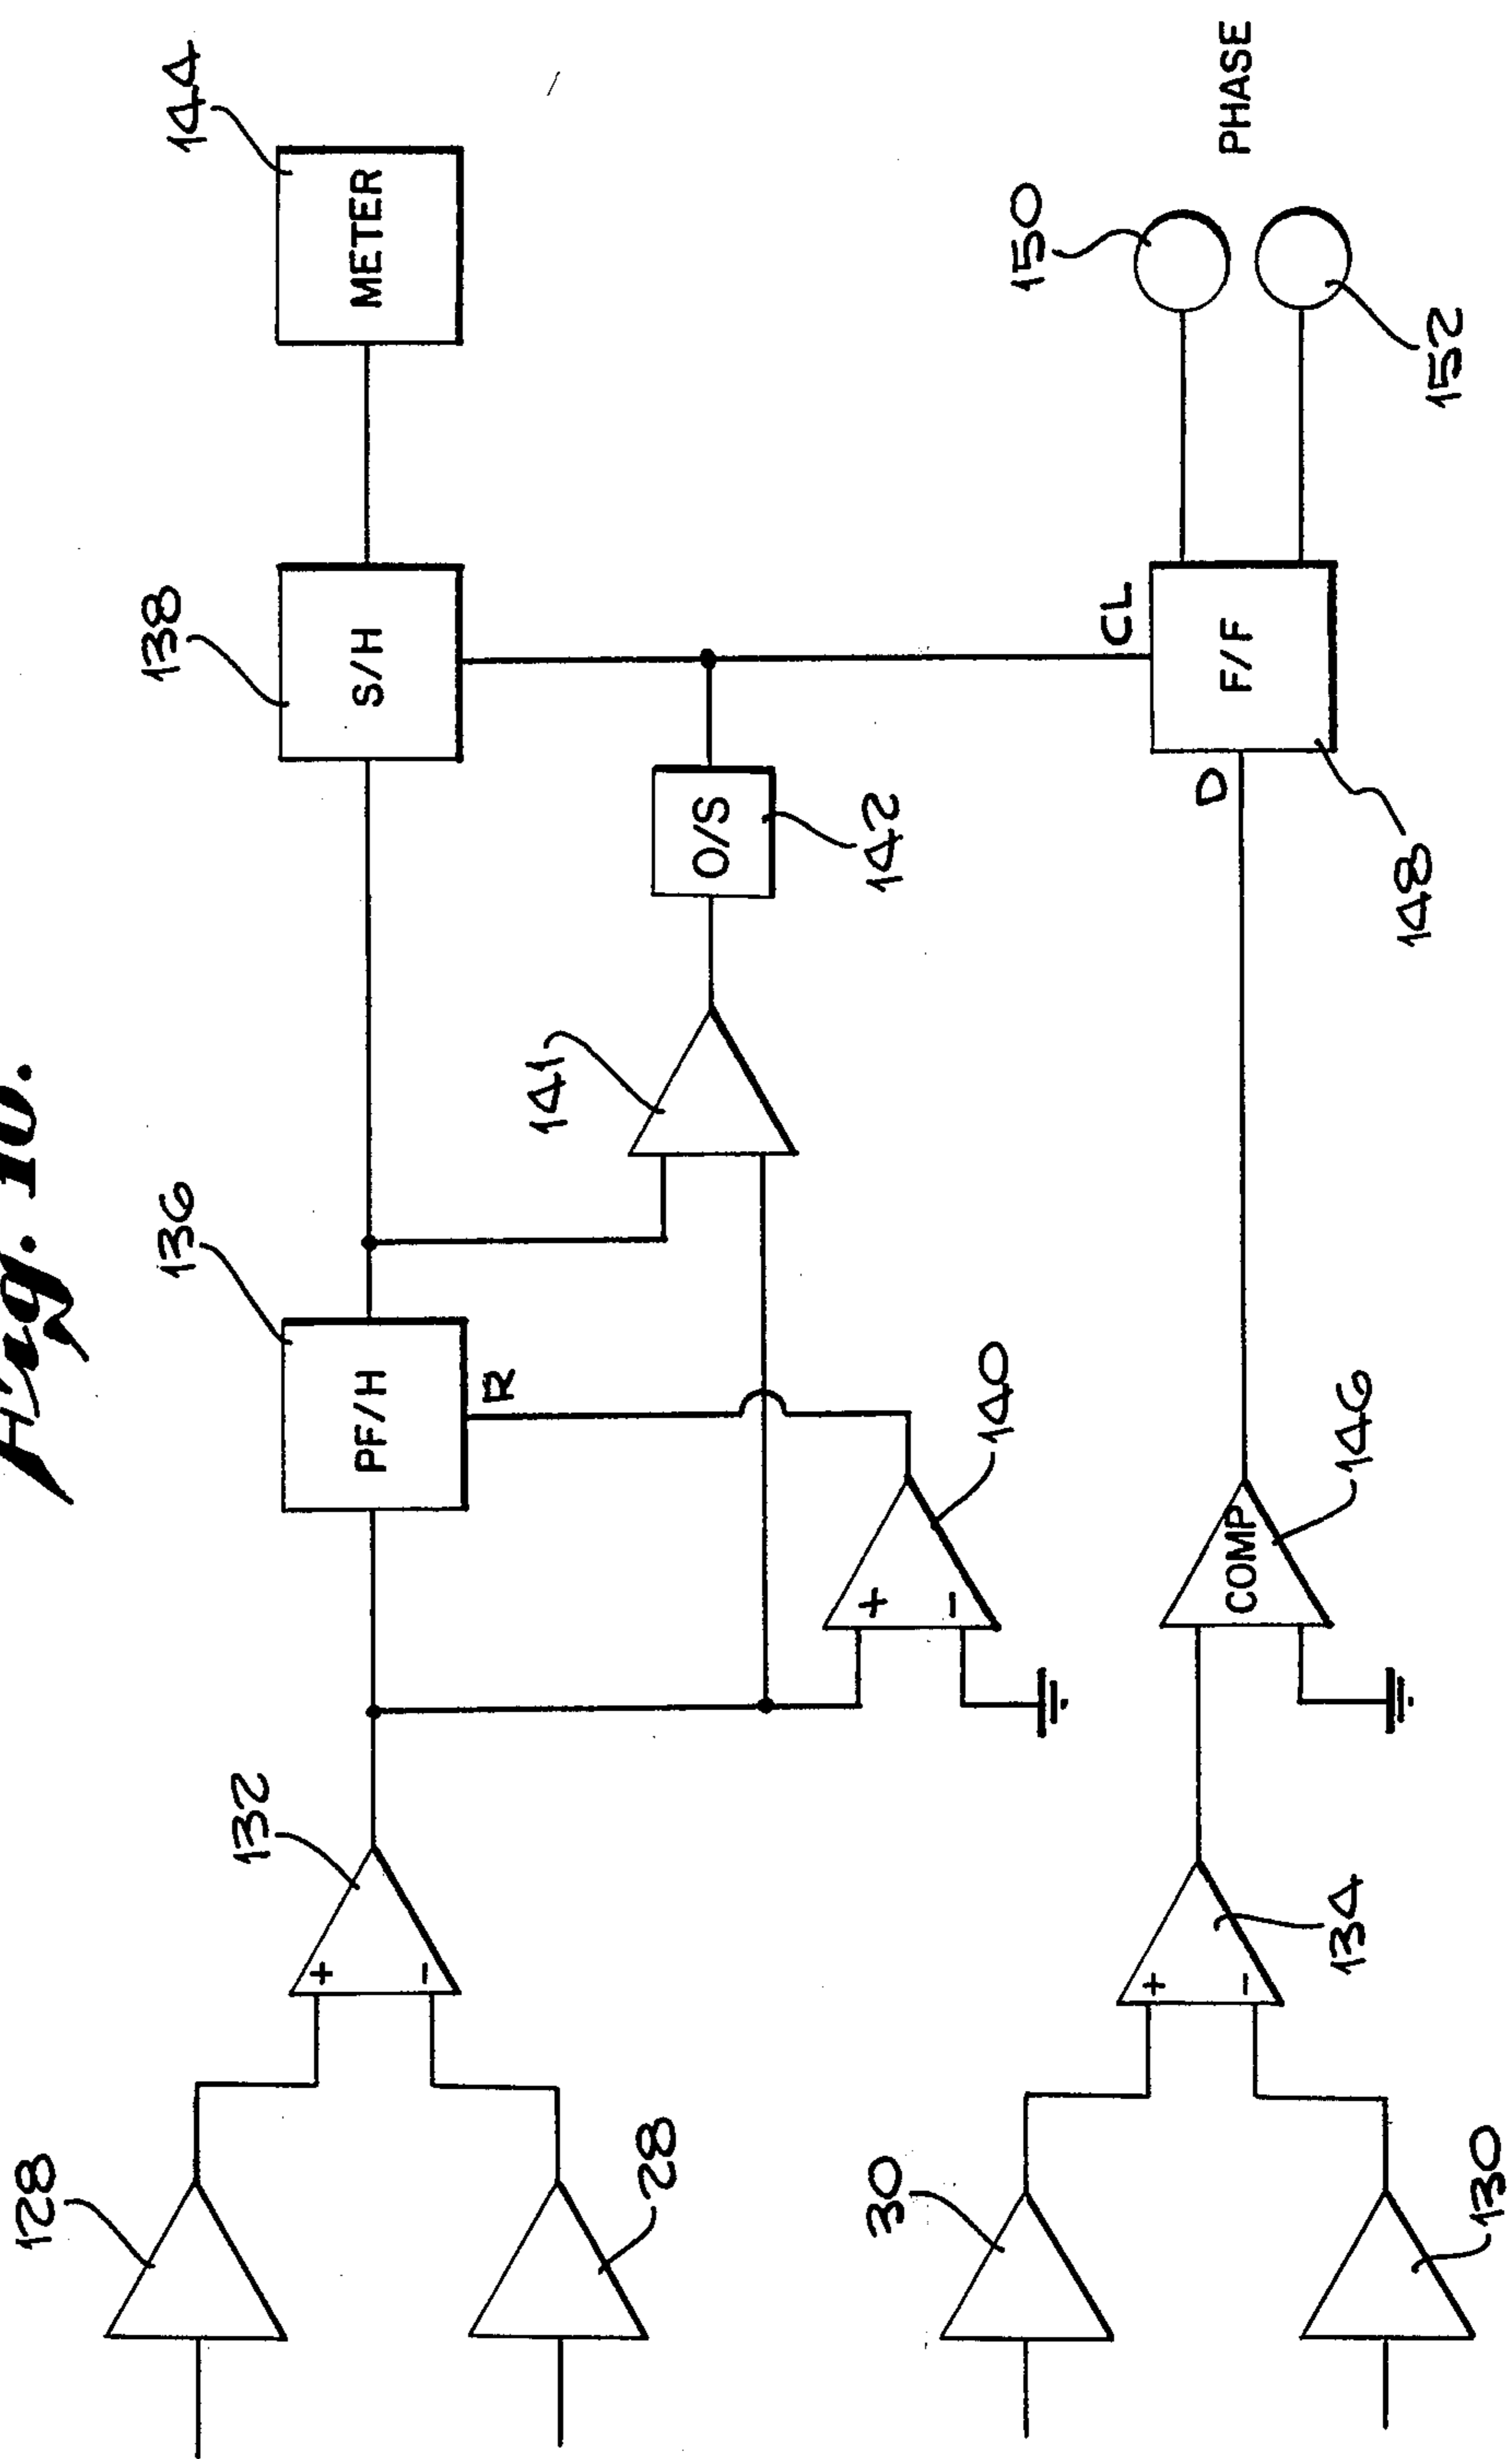 Fig. 10.
128
28
30
130
132
+
-
134
+
-
136
PF/H
R
140
+
-
146
COMP
141
142
O/S
138
S/H
CL
D
F/F
148
144
METER
150
152
PHASE